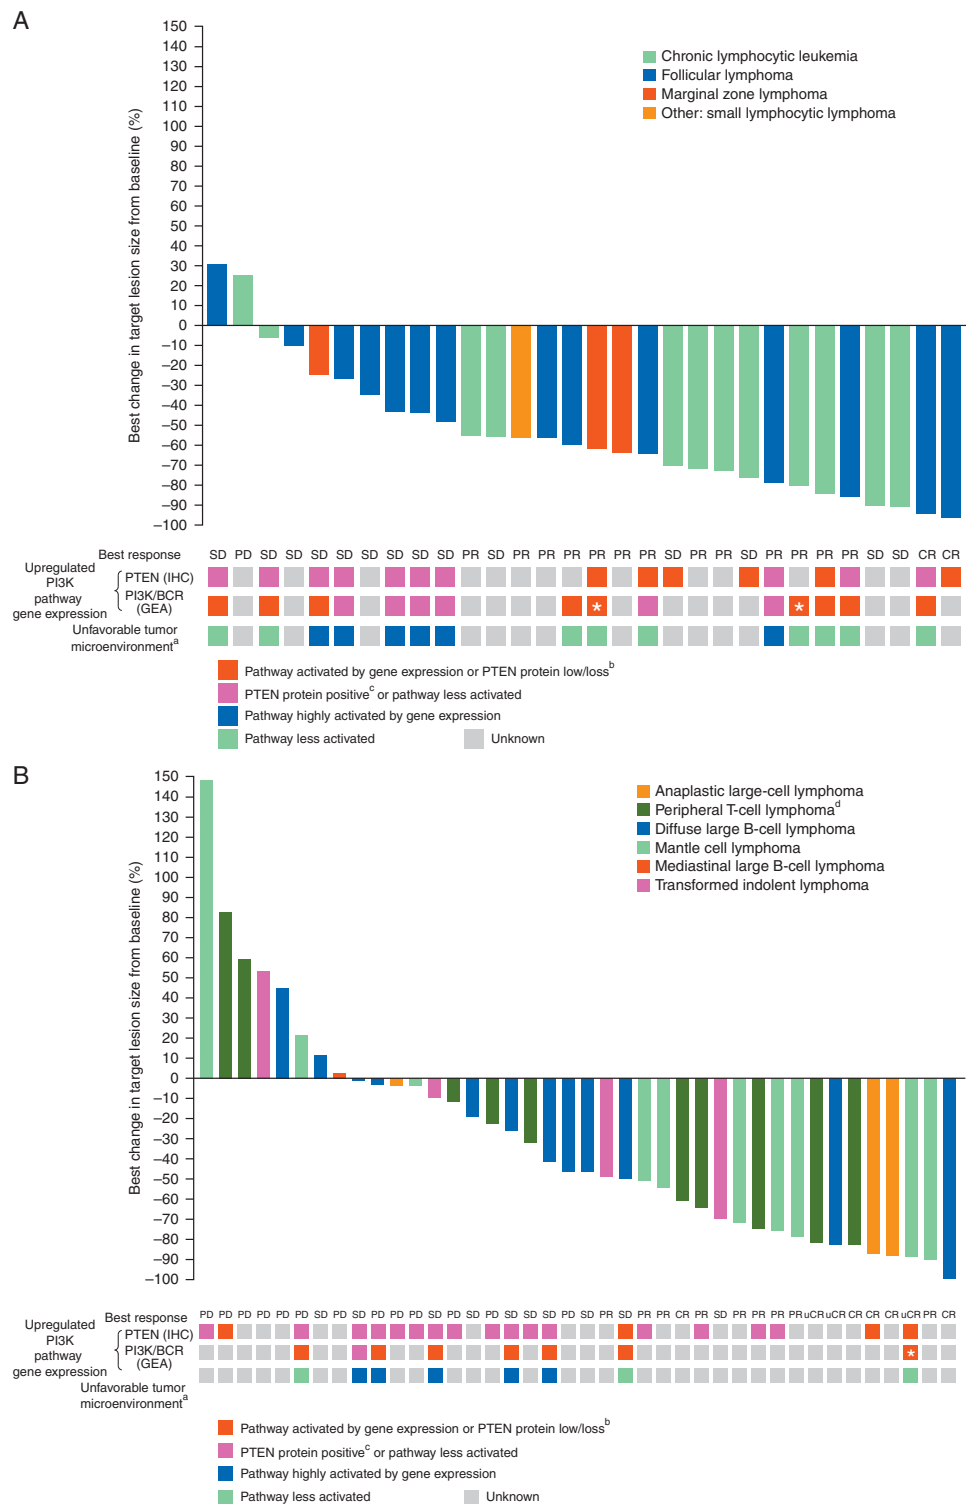 A
150
140
130
120
110
100
90
80
70
60
50
40
30
20
10
0
−10
−20
−30
−40
−50
−60
−70
−80
−90
−100
Best change in target lesion size from baseline (%)
Chronic lymphocytic leukemia
Follicular lymphoma
Marginal zone lymphoma
Other: small lymphocytic lymphoma
Best response SD PD SD SD SD SD SD SD SD SD PR SD PR PR PR PR PR PR SD PR PR SD PR PR PR PR SD SD CR CR
Upregulated PI3K pathway gene expression
PTEN (IHC)
PI3K/BCR (GEA)
* *
Unfavorable tumor microenvironment^a
Pathway activated by gene expression or PTEN protein low/loss^b
PTEN protein positive^c or pathway less activated
Pathway highly activated by gene expression
Pathway less activated
Unknown
B
150
140
130
120
110
100
90
80
70
60
50
40
30
20
10
0
−10
−20
−30
−40
−50
−60
−70
−80
−90
−100
Best change in target lesion size from baseline (%)
Anaplastic large-cell lymphoma
Peripheral T-cell lymphoma^d
Diffuse large B-cell lymphoma
Mantle cell lymphoma
Mediastinal large B-cell lymphoma
Transformed indolent lymphoma
Best response PD PD PD PD PD PD SD PD SD PD PD PD SD PD SD PD SD SD SD PD SD PR SD PR PR CR PR SD PR PR PR PR uCR uCR CR CR CR uCR PR CR
Upregulated PI3K pathway gene expression
PTEN (IHC)
PI3K/BCR (GEA)
*
Unfavorable tumor microenvironment^a
Pathway activated by gene expression or PTEN protein low/loss^b
PTEN protein positive^c or pathway less activated
Pathway highly activated by gene expression
Pathway less activated
Unknown